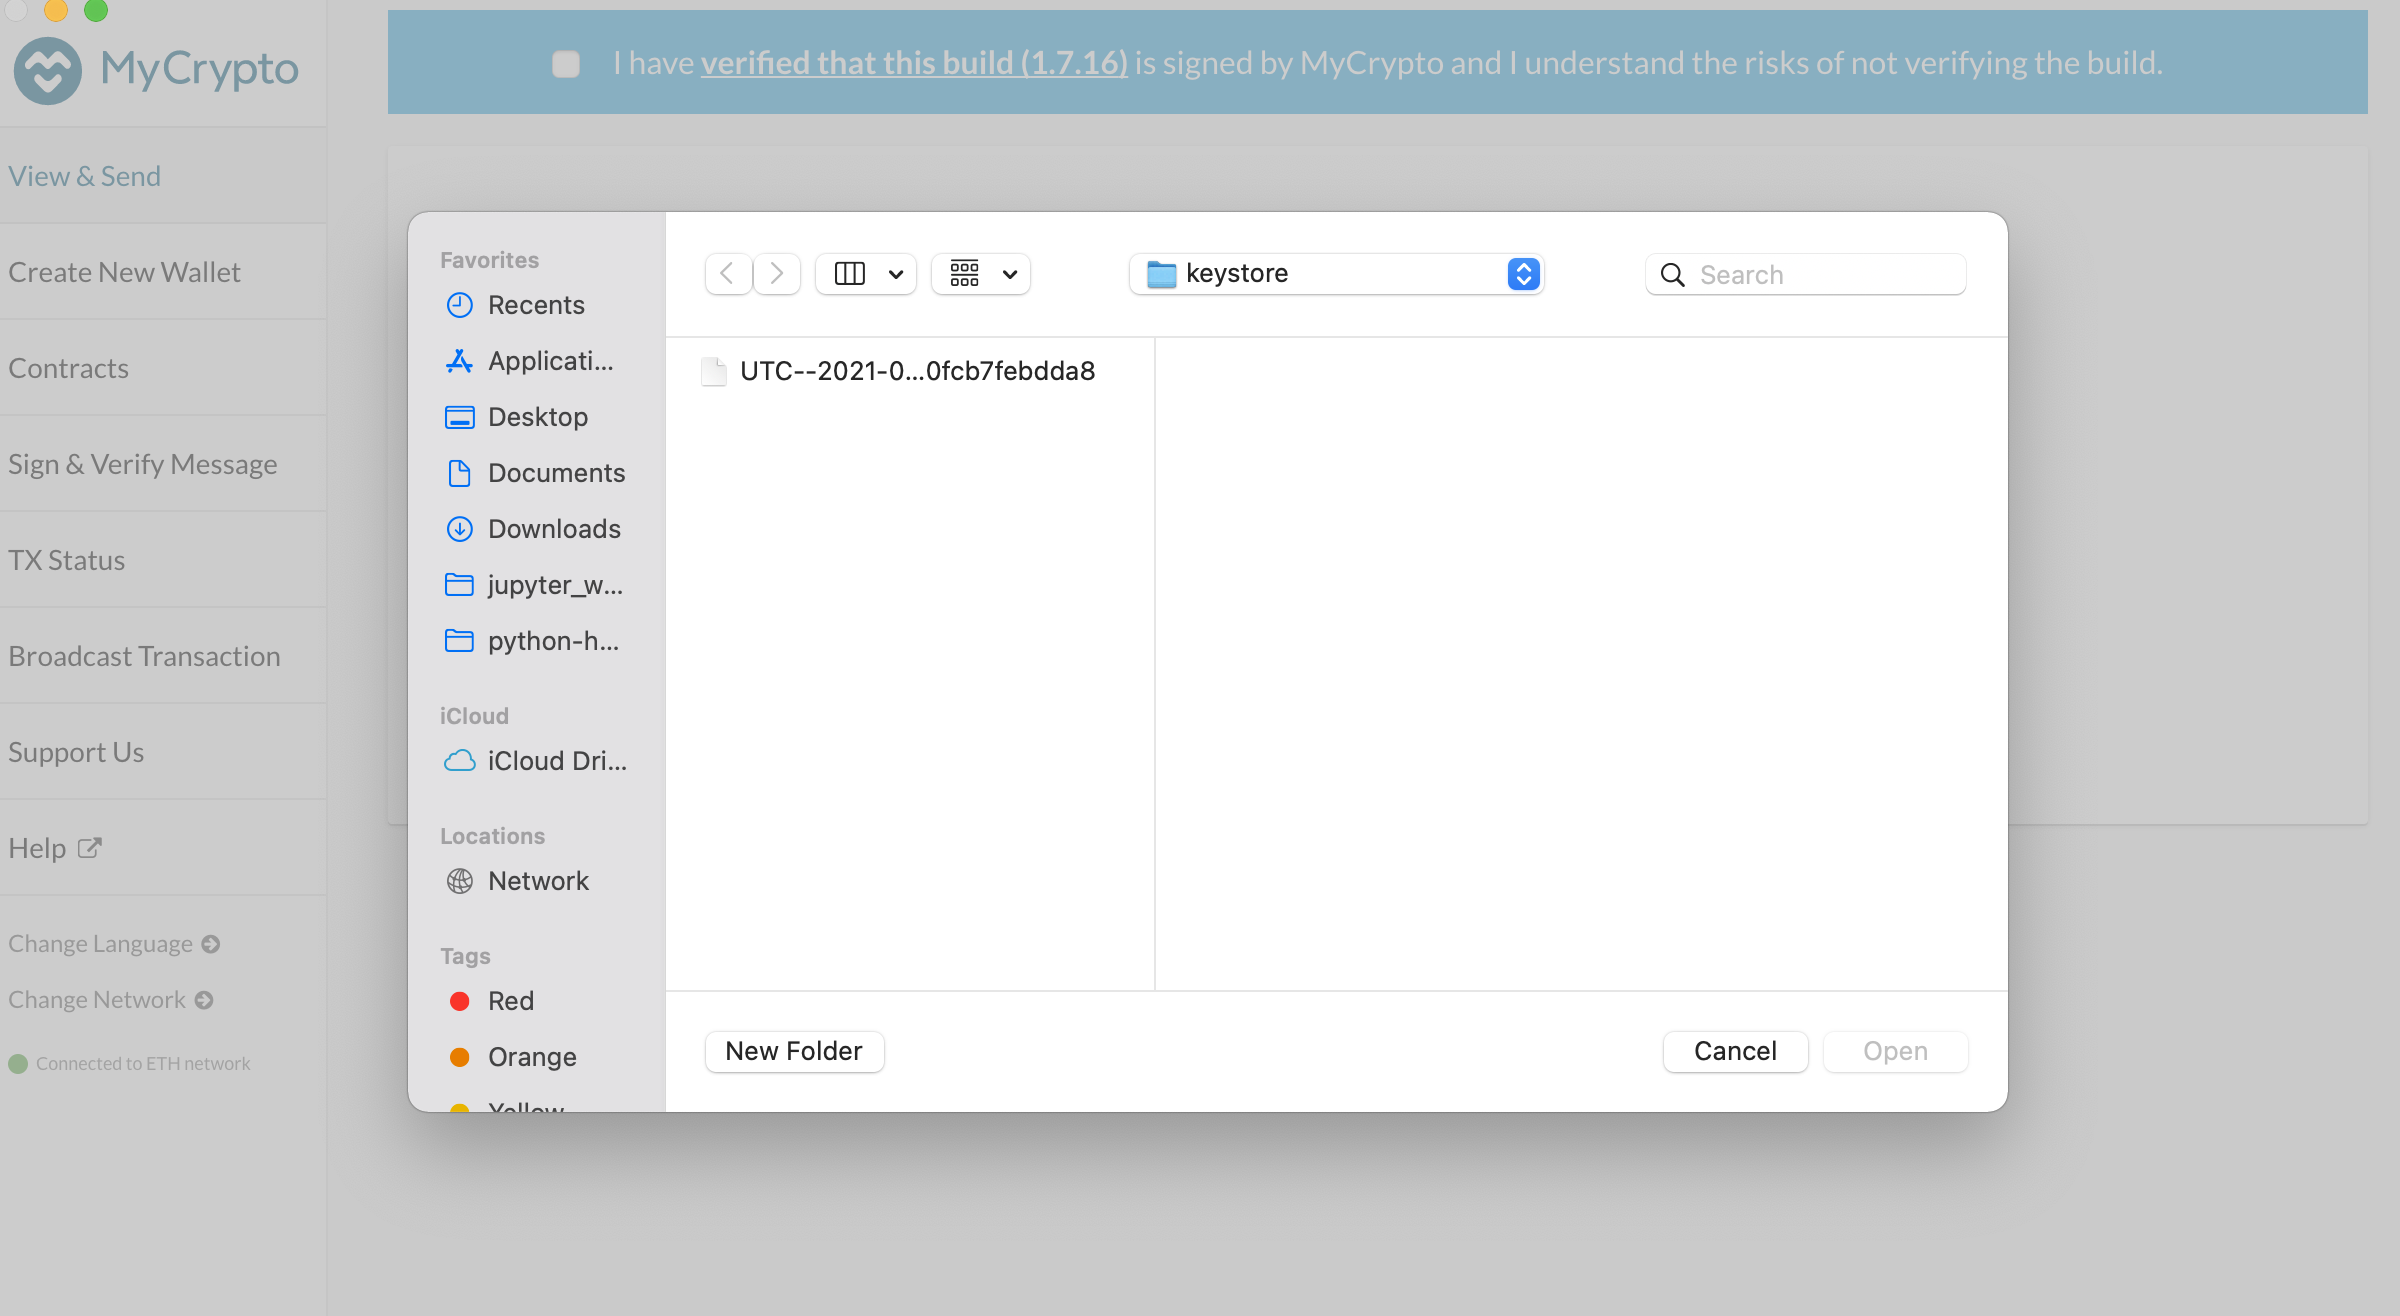 MyCrypto
I have verified that this build (1.7.16) is signed by MyCrypto and I understand the risks of not verifying the build.
View & Send
Create New Wallet
Contracts
Sign & Verify Message
TX Status
Broadcast Transaction
Support Us
Help
Change Language
Change Network
Connected to ETH network
Favorites
Recents
Applicati...
Desktop
Documents
Downloads
jupyter_w...
python-h...
iCloud
iCloud Dri...
Locations
Network
Tags
Red
Orange
Yellow
keystore
Search
UTC--2021-0...0fcb7febdda8
New Folder
Cancel
Open